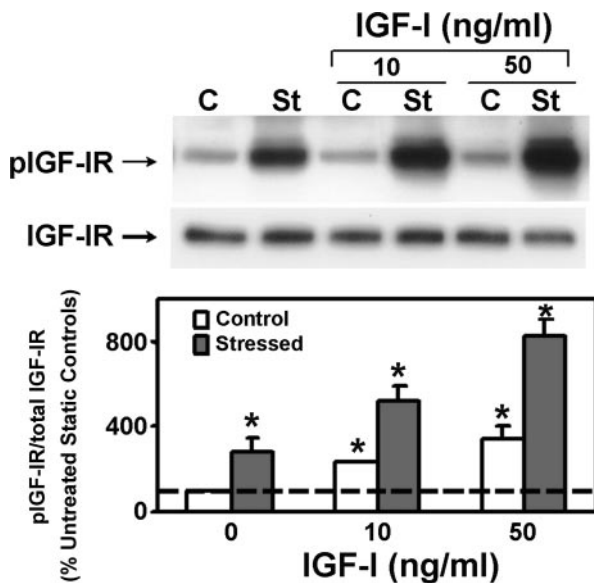 IGF-I (ng/ml)
10 50
C St C St C St
pIGF-IR →
IGF-IR →
pIGF-IR/total IGF-IR
(% Untreated Static Controls)
800
400
0
Control
Stressed
*
*
*
*
*
0 10 50
IGF-I (ng/ml)